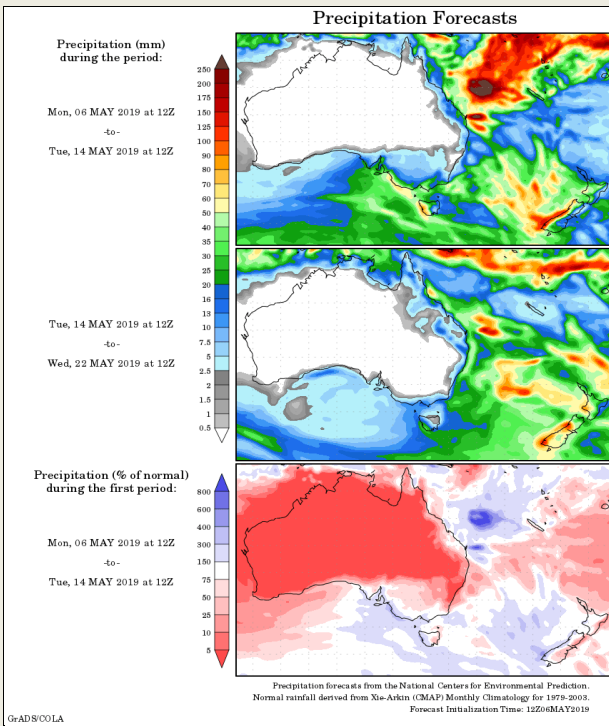 Precipitation Forecasts
Precipitation (mm)
during the period:
Mon, 06 MAY 2019 at 12Z
-to-
Tue, 14 MAY 2019 at 12Z
250
200
175
150
125
100
90
80
70
60
50
40
35
30
25
20
16
13
10
7.5
5
2.5
2
1.5
1
0.5
Tue, 14 MAY 2019 at 12Z
-to-
Wed, 22 MAY 2019 at 12Z
Precipitation (% of normal)
during the first period:
Mon, 06 MAY 2019 at 12Z
-to-
Tue, 14 MAY 2019 at 12Z
800
600
400
300
150
75
50
25
10
5
Precipitation forecasts from the National Centers for Environmental Prediction.
Normal rainfall derived from Xie-Arkin (CMAP) Monthly Climatology for 1979-2003.
Forecast Initialization Time: 12Z06MAY2019
GrADS/COLA